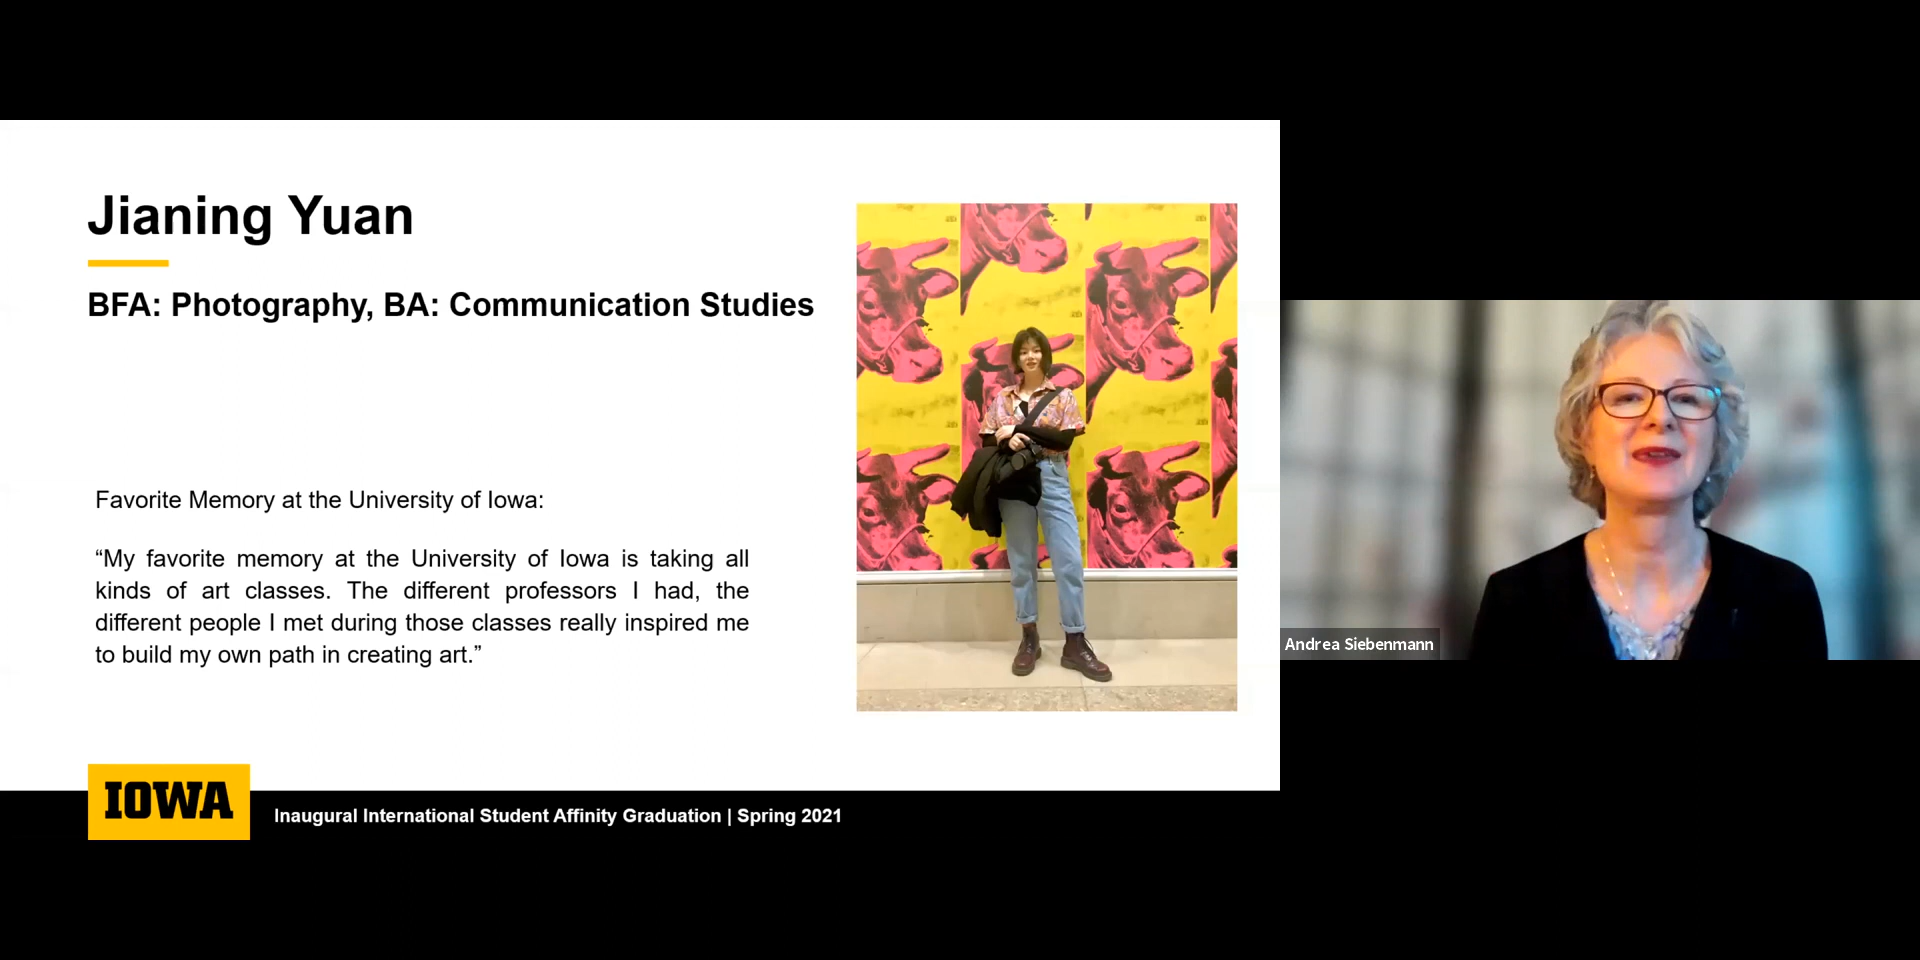 Jianing Yuan
BFA: Photography, BA: Communication Studies
Favorite Memory at the University of Iowa:
“My favorite memory at the University of Iowa is taking all
kinds of art classes. The different professors I had, the
different people I met during those classes really inspired me
to build my own path in creating art.”
IOWA
Inaugural International Student Affinity Graduation | Spring 2021
Andrea Siebenmann